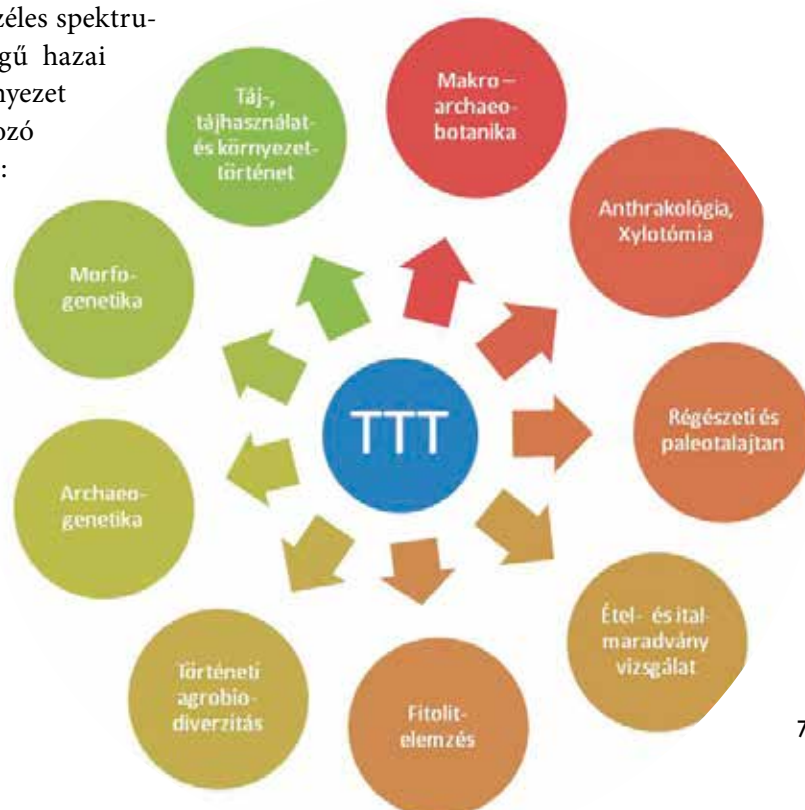 zéles spektru-
gű hazai
nyezet
ozó
:
Táj-,
tájhasználat-
és környezet-
történet
Makro –
archaeo-
botanika
Anthrakológia,
Xylotómia
Régészeti és
paleotalajtan
Étel- és ital-
maradvány
vizsgálat
Fitolit-
elemzés
Történeti
agrobio-
diverzitás
Archaeo-
genetika
Morfo-
genetika
TTT
7